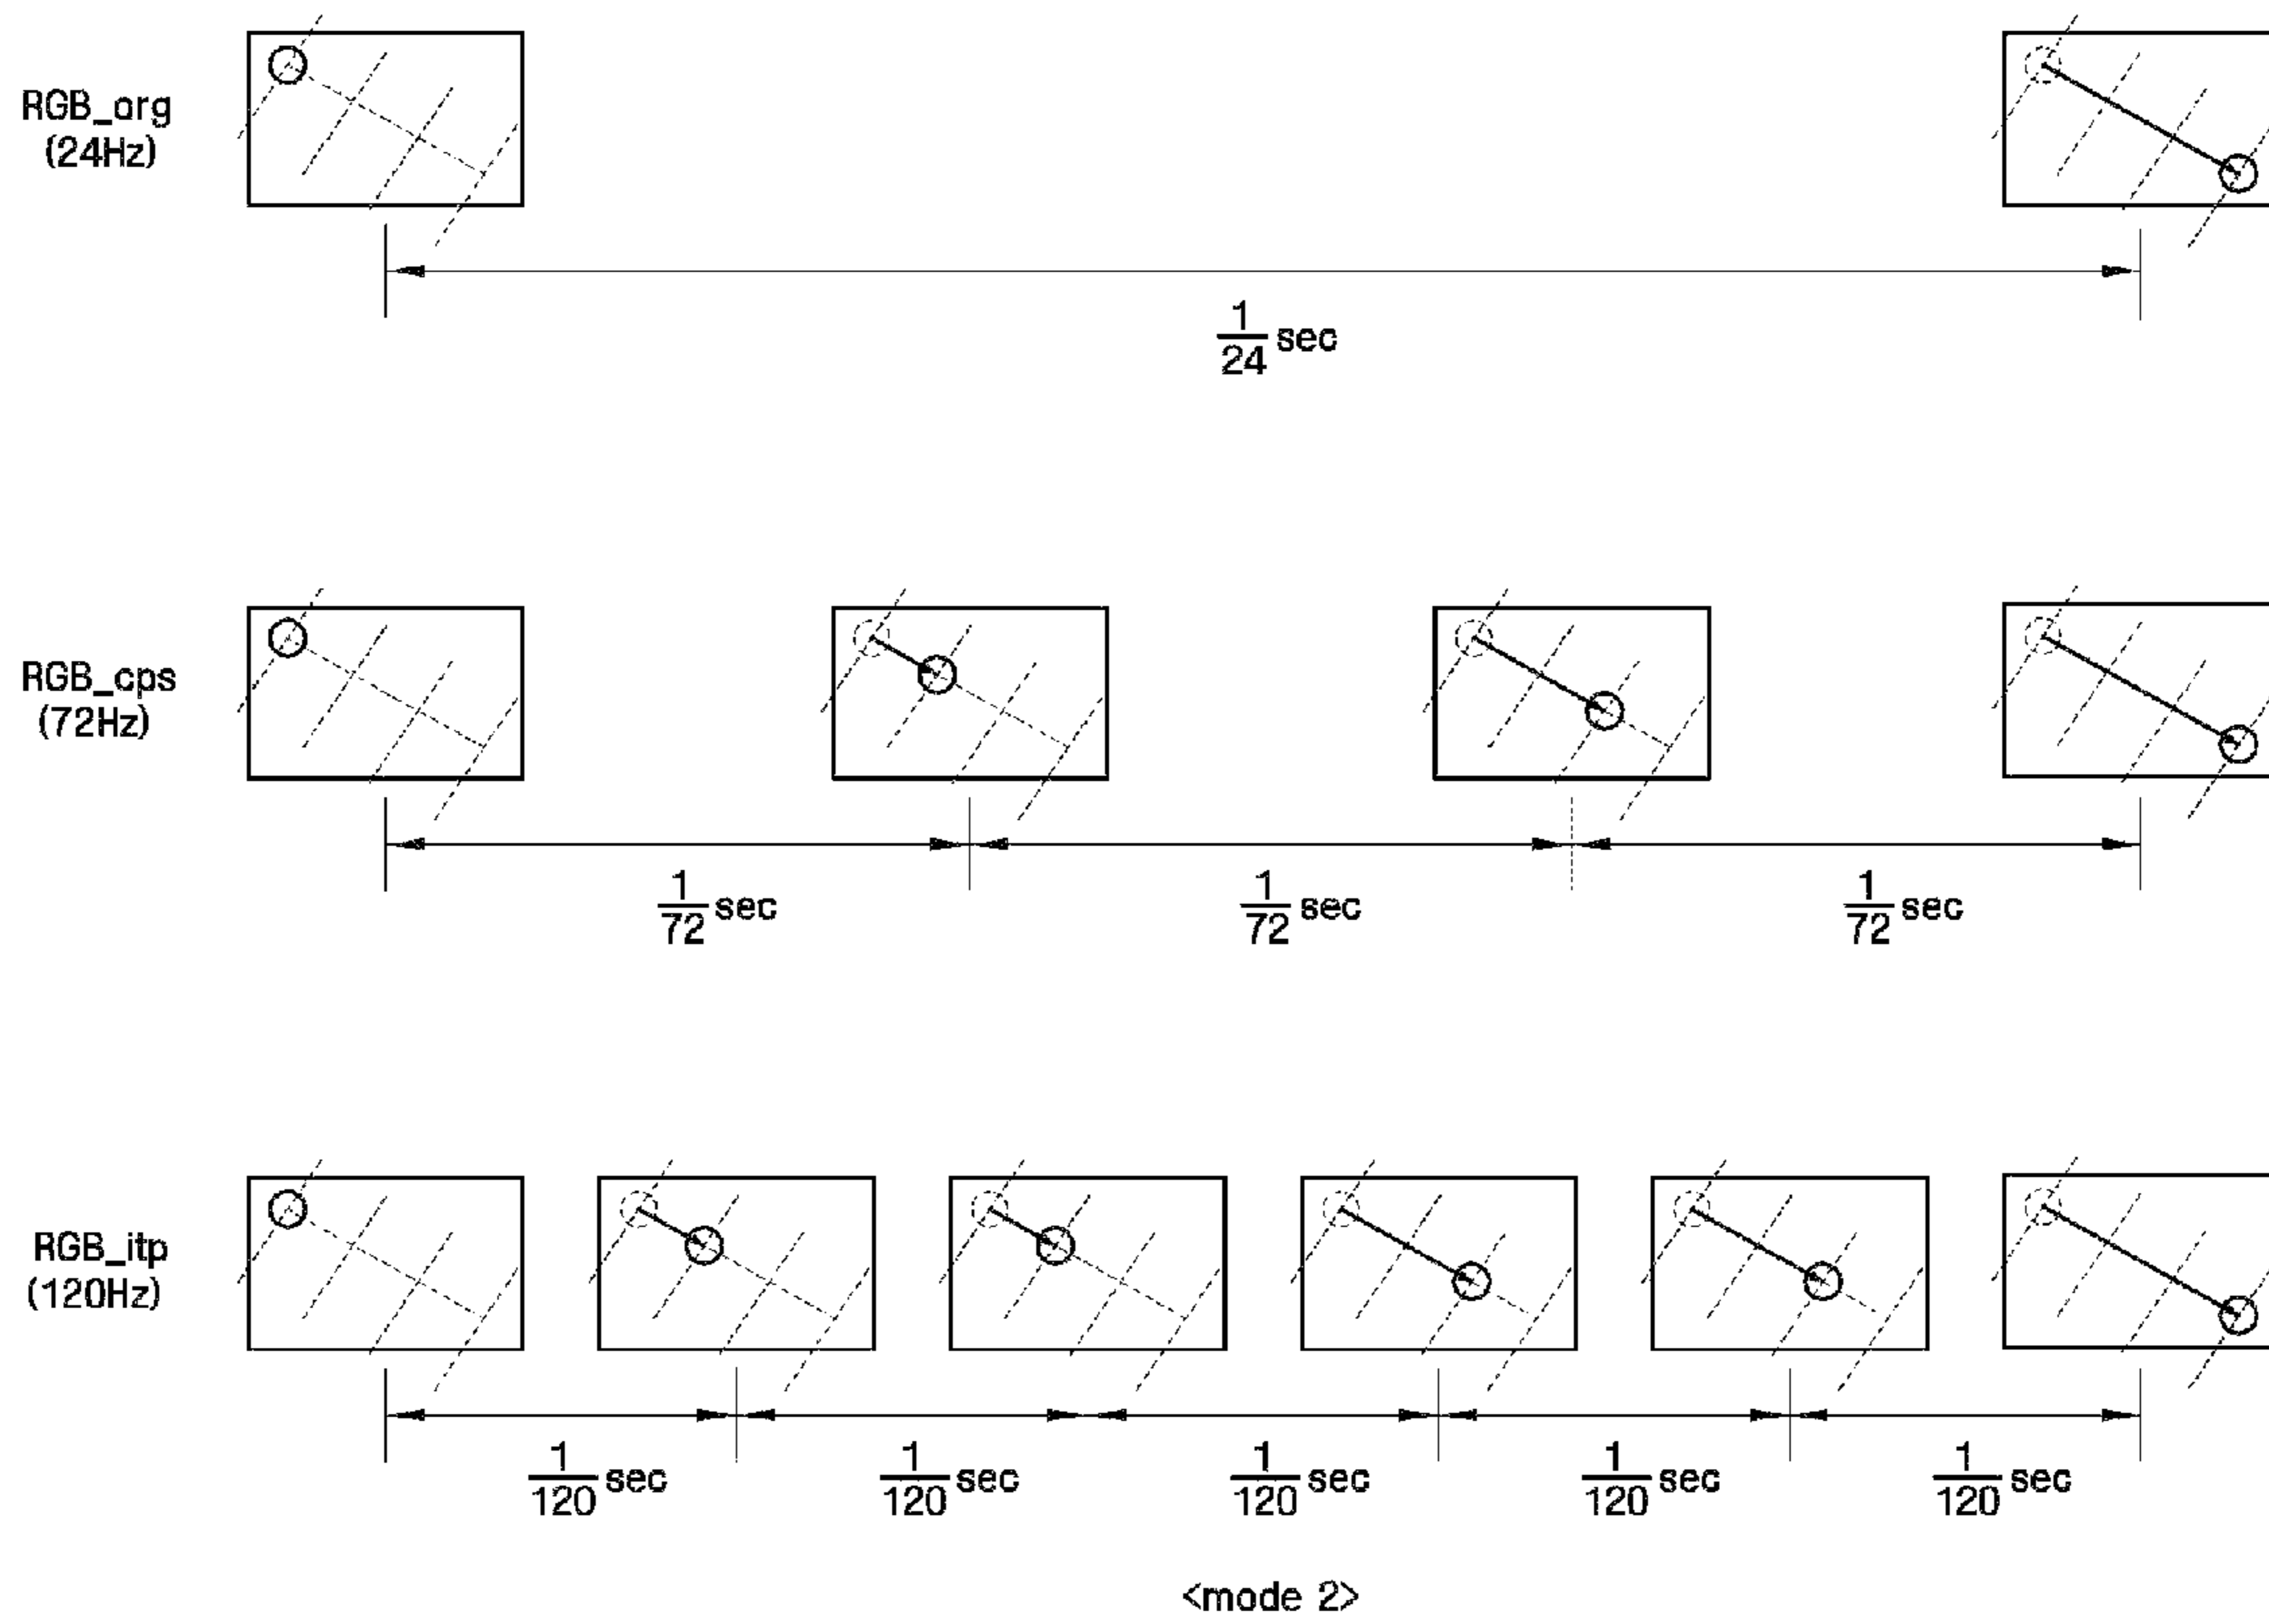 RGB_org
(24Hz)
1
24 sec
RGB_cps
(72Hz)
1
72 sec
1
72 sec
1
72 sec
RGB_itp
(120Hz)
1
120 sec
1
120 sec
1
120 sec
1
120 sec
1
120 sec
<mode 2>